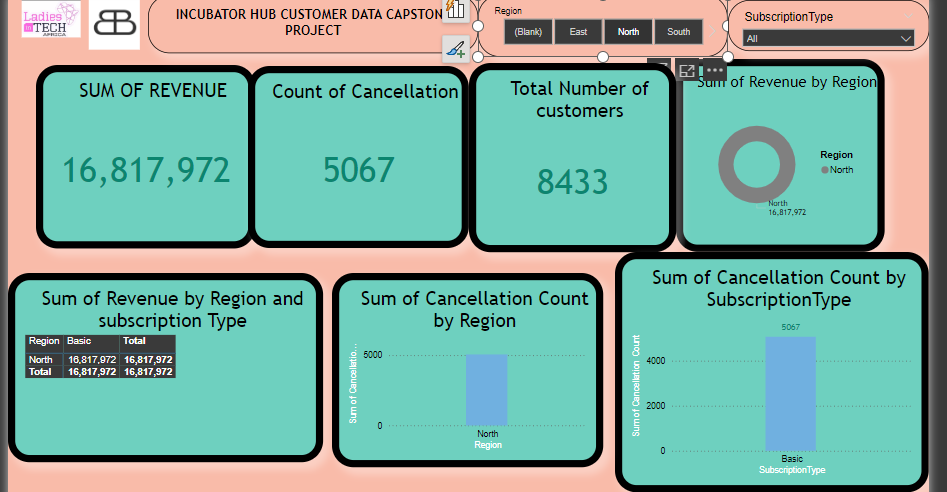 Ladies
in TECH
AFRICA
INCUBATOR HUB CUSTOMER DATA CAPSTON
PROJECT
Region
(Blank)
East
North
South
SubscriptionType
All
SUM OF REVENUE
16,817,972
Count of Cancellation
5067
Total Number of
customers
8433
Sum of Revenue by Region
Region
North
North
16,817,972
Sum of Revenue by Region and
subscription Type
Region Basic Total
North 16,817,972 16,817,972
Total 16,817,972 16,817,972
Sum of Cancellation Count
by Region
Sum of Cancellatio...
5000
0
North
Region
Sum of Cancellation Count by
SubscriptionType
Sum of Cancellation Count
5067
4000
2000
0
Basic
SubscriptionType